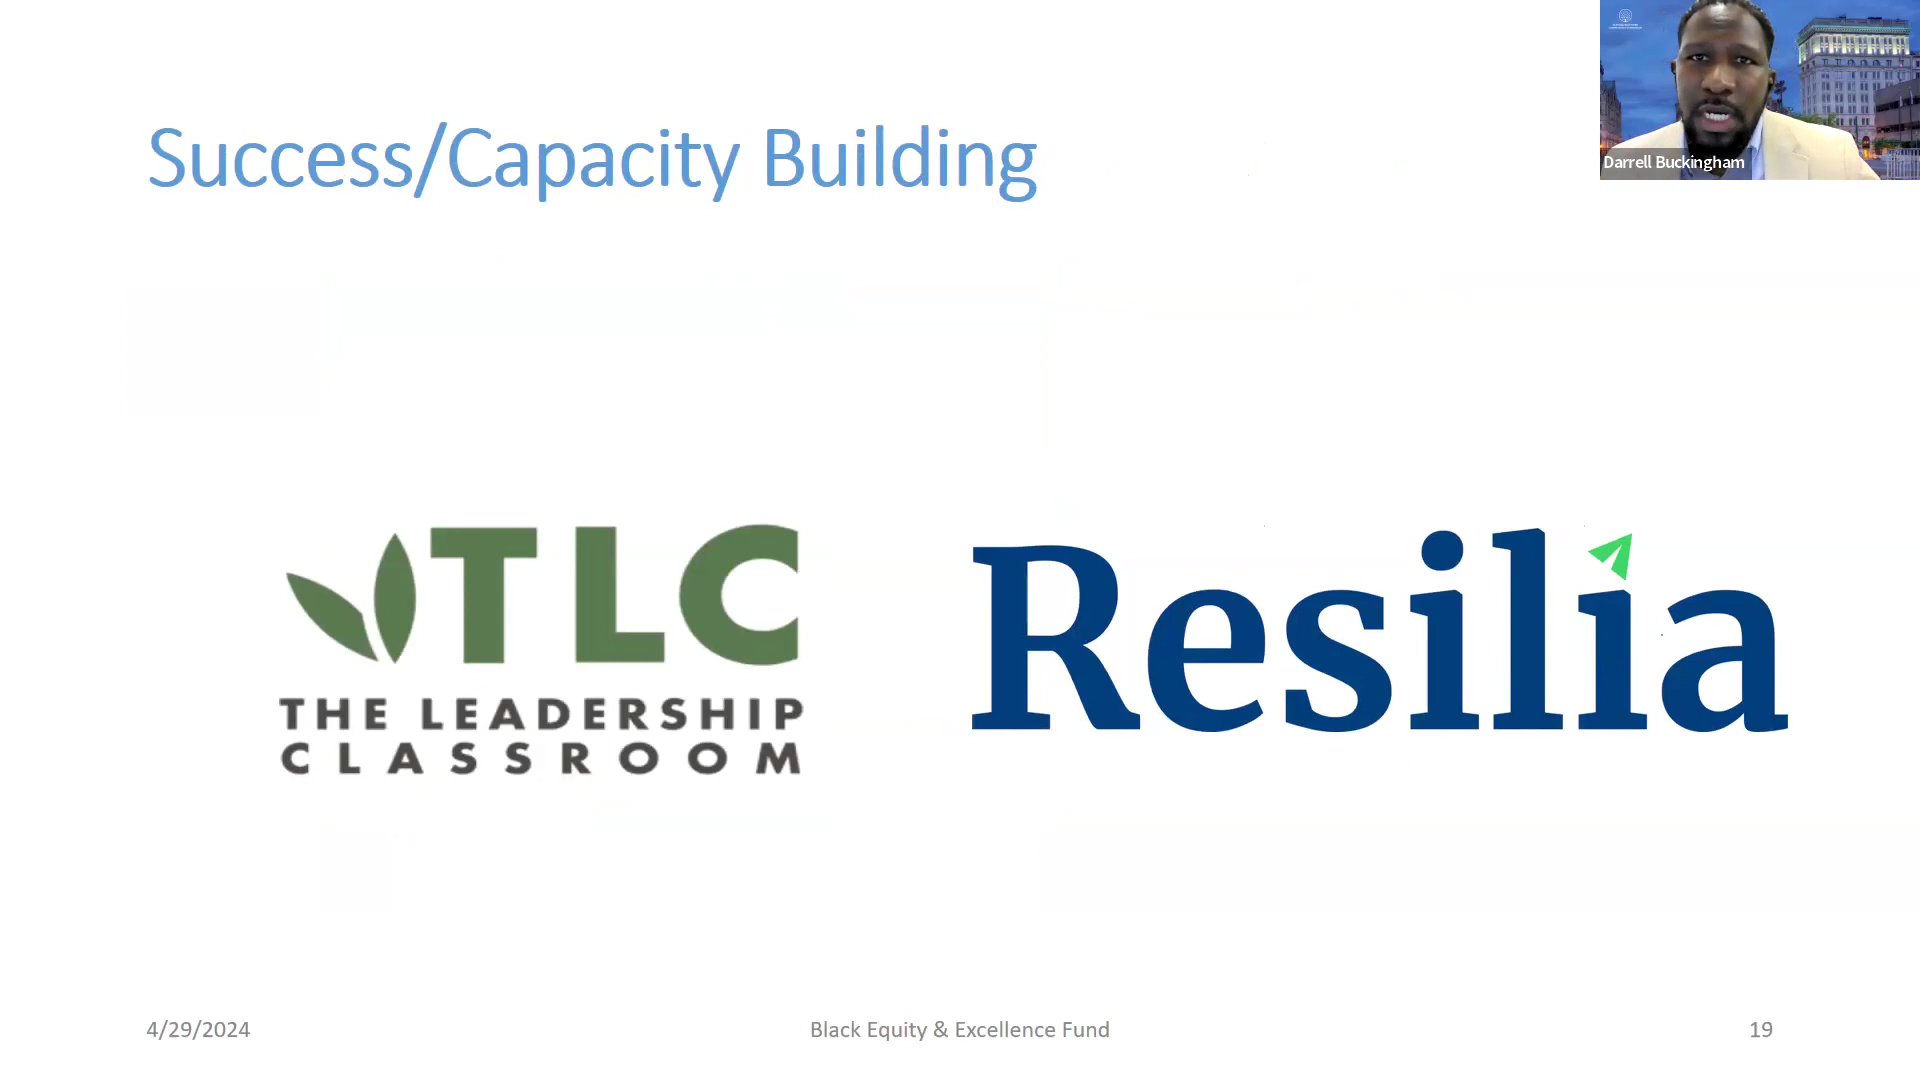 Success/Capacity Building
Darrell Buckingham
TLC
THE LEADERSHIP
CLASSROOM
Resilia
4/29/2024
Black Equity & Excellence Fund
19